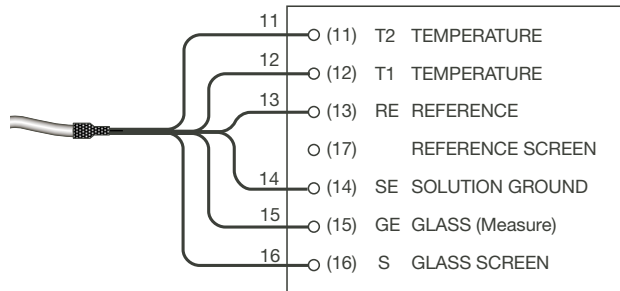 11 (11) T2 TEMPERATURE
12 (12) T1 TEMPERATURE
13 (13) RE REFERENCE
(17) REFERENCE SCREEN
14 (14) SE SOLUTION GROUND
15 (15) GE GLASS (Measure)
16 (16) S GLASS SCREEN